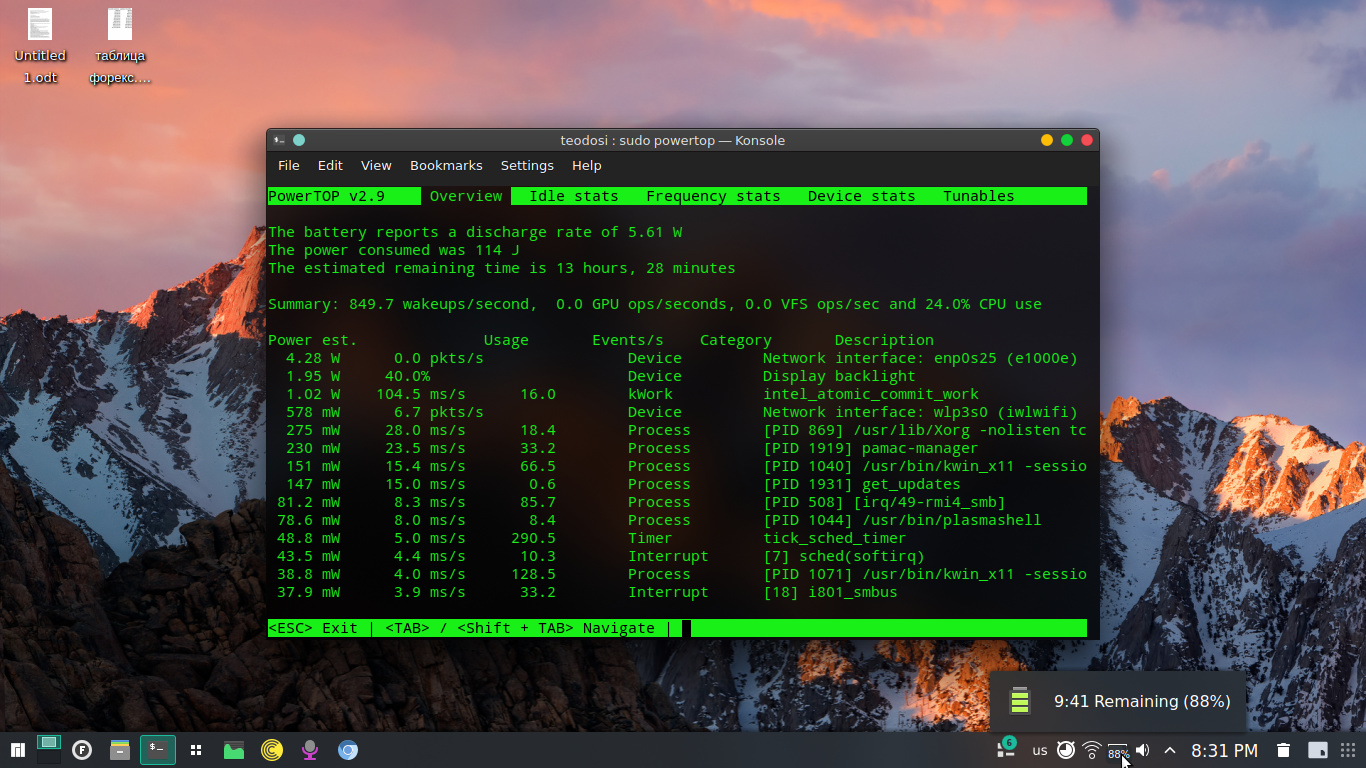 Untitled
1.odt
таблица
форекс....
teodosi : sudo powertop — Konsole
File Edit View Bookmarks Settings Help
PowerTOP v2.9 Overview Idle stats Frequency stats Device stats Tunables
The battery reports a discharge rate of 5.61 W
The power consumed was 114 J
The estimated remaining time is 13 hours, 28 minutes
Summary: 849.7 wakeups/second, 0.0 GPU ops/seconds, 0.0 VFS ops/sec and 24.0% CPU use
Power est. Usage Events/s Category Description
4.28 W 0.0 pkts/s Device Network interface: enp0s25 (e1000e)
1.95 W 40.0% Device Display backlight
1.02 W 104.5 ms/s 16.0 kWork intel_atomic_commit_work
578 mW 6.7 pkts/s Device Network interface: wlp3s0 (iwlwifi)
275 mW 28.0 ms/s 18.4 Process [PID 869] /usr/lib/Xorg -nolisten tc
230 mW 23.5 ms/s 33.2 Process [PID 1919] pamac-manager
151 mW 15.4 ms/s 66.5 Process [PID 1040] /usr/bin/kwin_x11 -sessio
147 mW 15.0 ms/s 0.6 Process [PID 1931] get_updates
81.2 mW 8.3 ms/s 85.7 Process [PID 508] [irq/49-rmi4_smb]
78.6 mW 8.0 ms/s 8.4 Process [PID 1044] /usr/bin/plasmashell
48.8 mW 5.0 ms/s 290.5 Timer tick_sched_timer
43.5 mW 4.4 ms/s 10.3 Interrupt [7] sched(softirq)
38.8 mW 4.0 ms/s 128.5 Process [PID 1071] /usr/bin/kwin_x11 -sessio
37.9 mW 3.9 ms/s 33.2 Interrupt [18] i801_smbus
<ESC> Exit | <TAB> / <Shift + TAB> Navigate |
9:41 Remaining (88%)
6 us 88% 8:31 PM